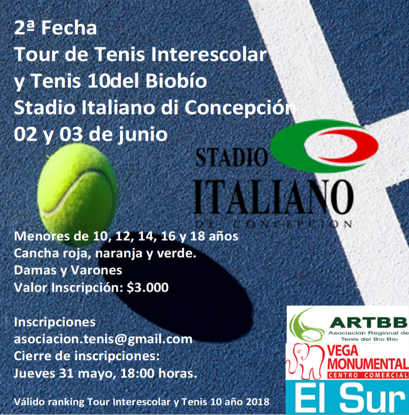 2ª Fecha
Tour de Tenis Interescolar
y Tenis 10del Biobío
Stadio Italiano di Concepción
02 y 03 de junio
STADIO
ITALIANO
DI CONCEPCION
Menores de 10, 12, 14, 16 y 18 años
Cancha roja, naranja y verde.
Damas y Varones
Valor Inscripción: $3.000
Inscripciones
asociacion.tenis@gmail.com
Cierre de inscripciones:
Jueves 31 mayo, 18:00 horas.
Válido ranking Tour Interescolar y Tenis 10 año 2018
ARTBB
Asociación Regional de
Tenis del Bio Bio
VEGA
MONUMENTAL
CENTRO COMERCIAL
El Sur